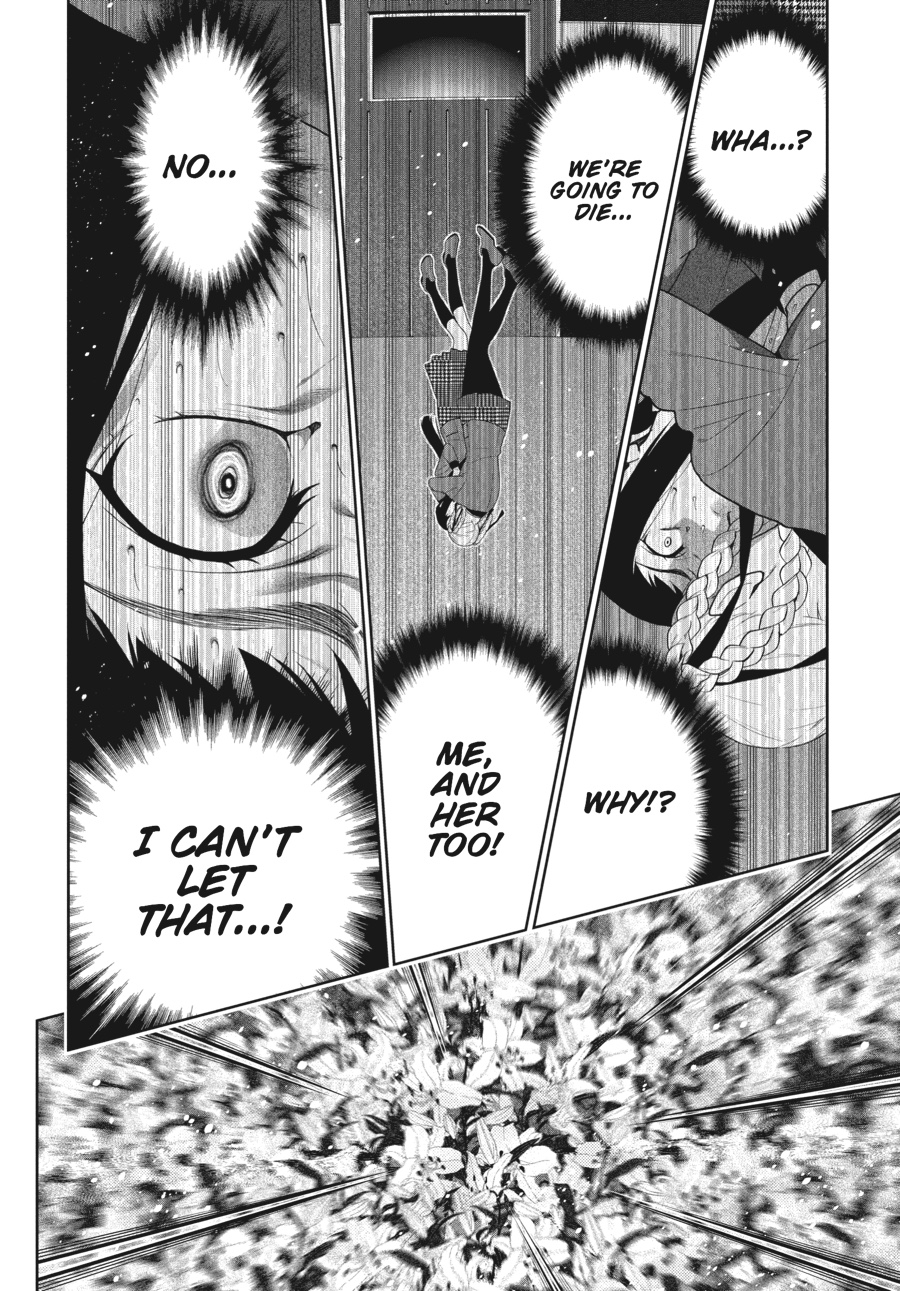 WHA...?
WHY!?
WE'RE
GOING TO
DIE...
ME,
AND
HER
TOO!
NO...
I CAN'T
LET
THAT...!